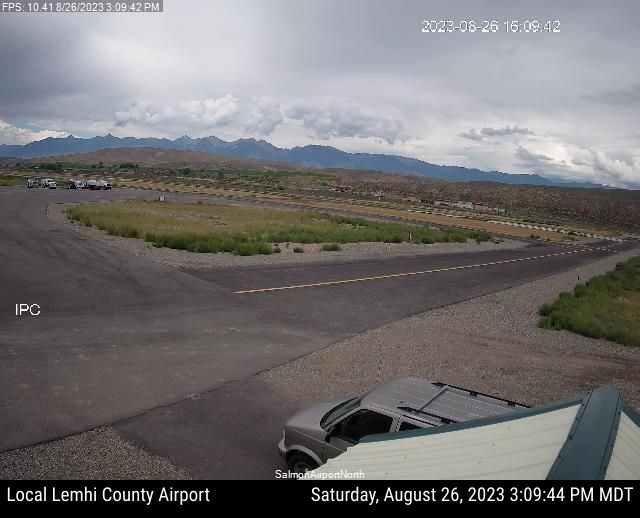 FPS: 10.41 8/26/2023 3:09:42 PM
2023-08-26 15:09:42
IPC
SalmonAirportNorth
Local Lemhi County Airport
Saturday, August 26, 2023 3:09:44 PM MDT